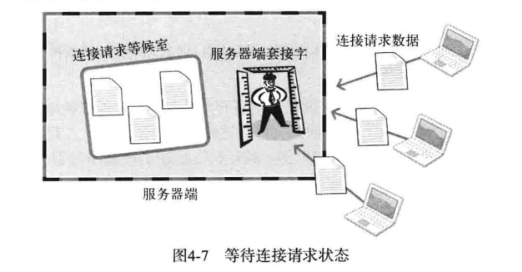 连接请求等候室
服务器端套接字
连接请求数据
服务器端
图4-7 等待连接请求状态